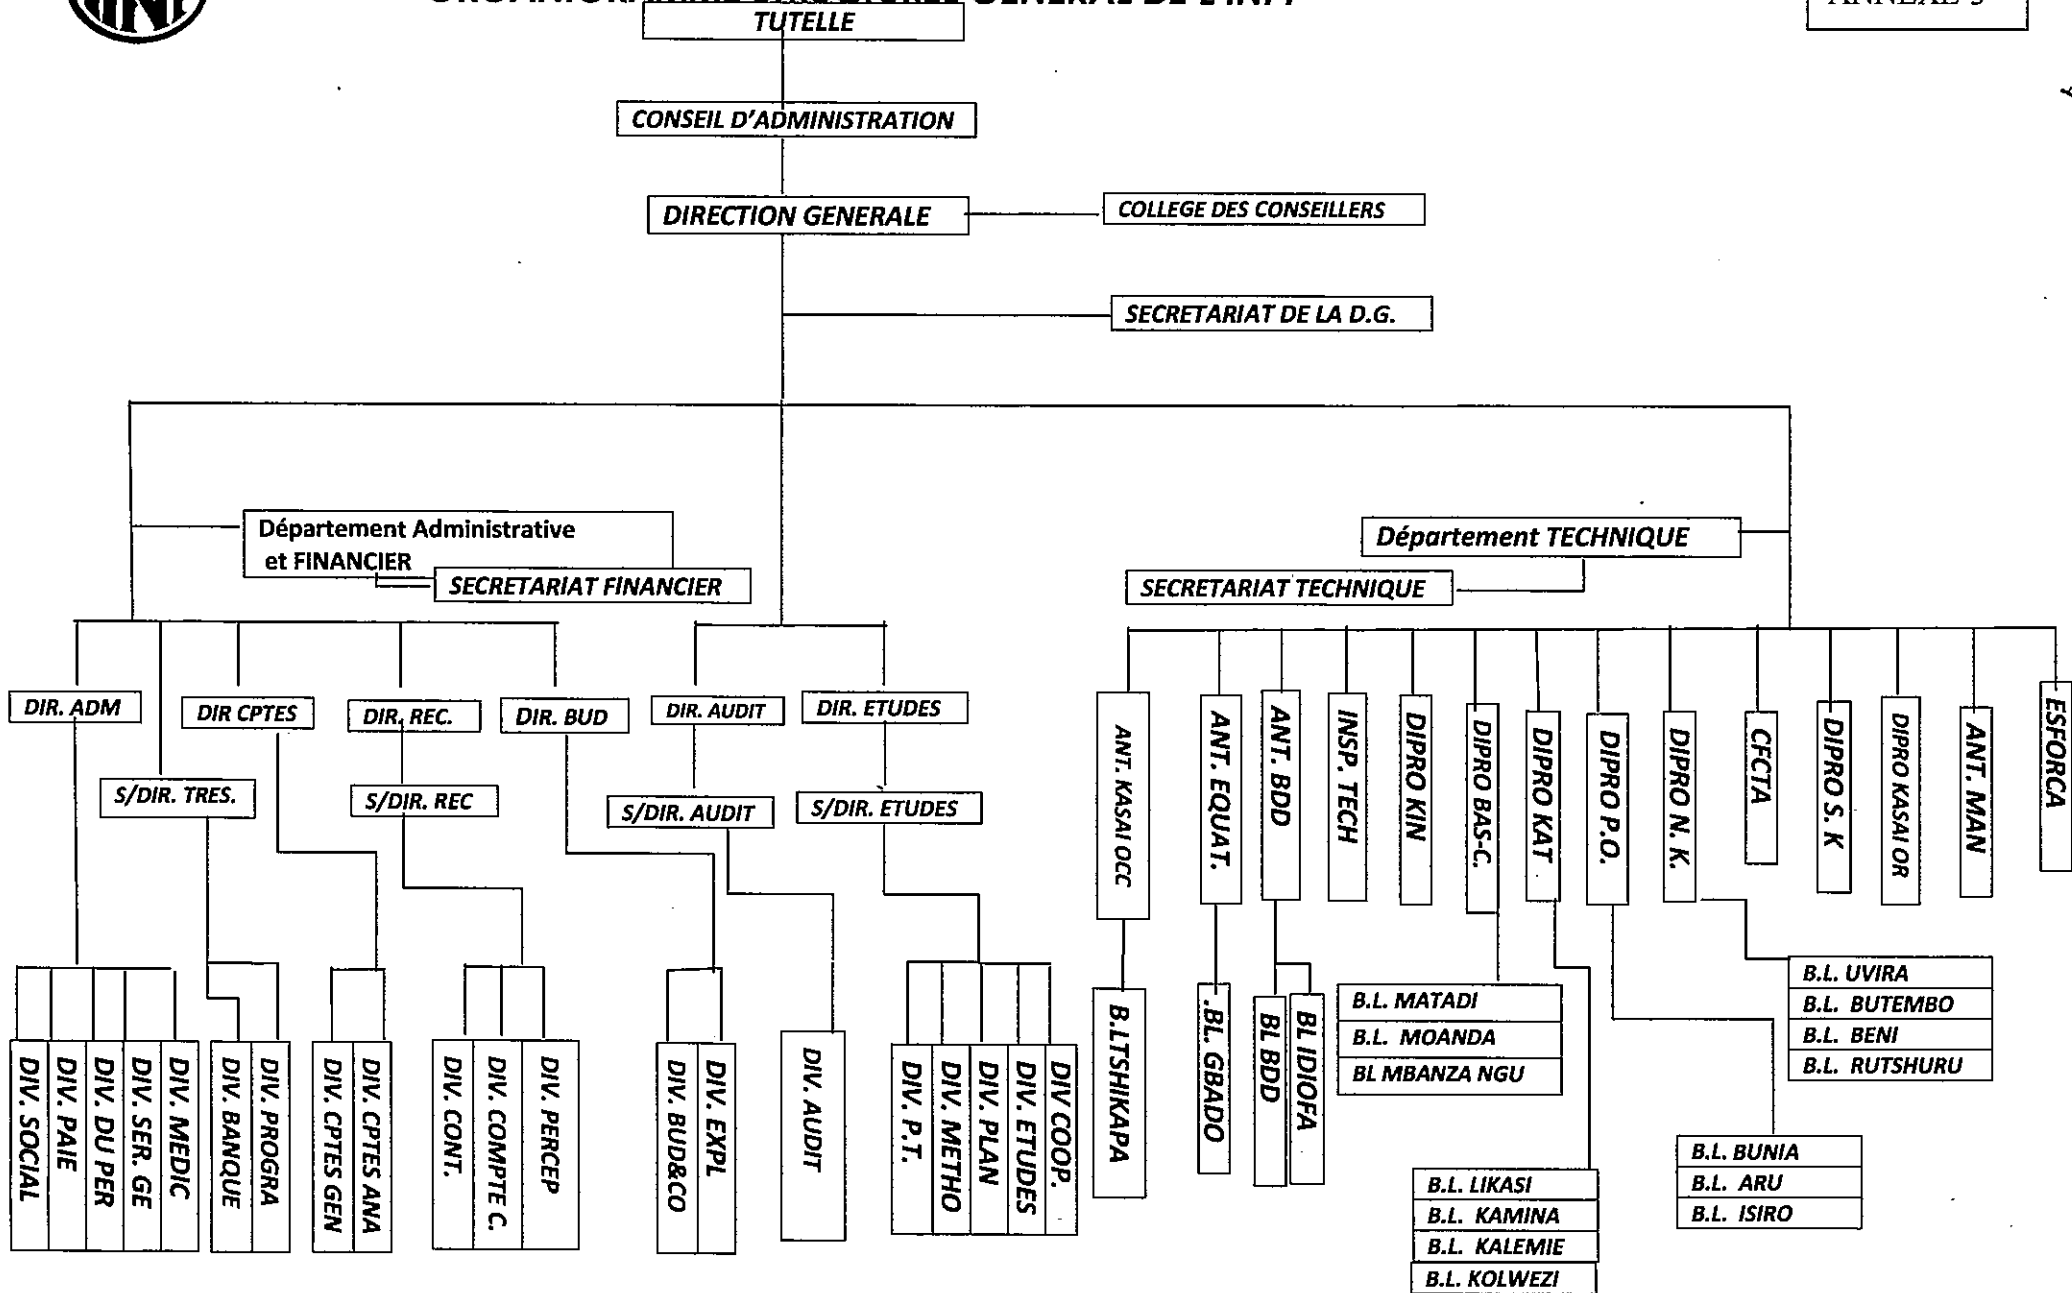 GENERAL DE L'INPP
ANNEXE 3
TUTELLE
CONSEIL D'ADMINISTRATION
DIRECTION GENERALE
COLLEGE DES CONSEILLERS
SECRETARIAT DE LA D.G.
Département Administrative
et FINANCIER
SECRETARIAT FINANCIER
Département TECHNIQUE
SECRETARIAT TECHNIQUE
DIR. ADM
DIR CPTES
DIR. REC.
DIR. BUD
DIR. AUDIT
DIR. ETUDES
S/DIR. TRES.
S/DIR. REC
S/DIR. AUDIT
S/DIR. ETUDES
ANT. KASAI OCC
ANT. EQUAT.
ANT. BDD
INSP. TECH
DIPRO KIN
DIPRO BAS-C.
DIPRO KAT
DIPRO P.O.
DIPRO N. K.
CFCTA
DIPRO S. K
DIPRO KASAI OR
ANT. MAN
ESFORCA
DIV. SOCIAL
DIV. PAIE
DIV. DU PER
DIV. SER. GE
DIV. MEDIC
DIV. BANQUE
DIV. PROGRA
DIV. CPTES GEN
DIV. CPTES ANA
DIV. CONT.
DIV. COMPTE C.
DIV. PERCEP
DIV. BUD&CO
DIV. EXPL
DIV. AUDIT
DIV. P.T.
DIV. METHO
DIV. PLAN
DIV. ETUDES
DIV COOP.
B.LTSHIKAPA
.BL. GBADO
BL BDD
BL IDIOFA
B.L. MATADI
B.L. MOANDA
BL MBANZA NGU
B.L. LIKASI
B.L. KAMINA
B.L. KALEMIE
B.L. KOLWEZI
B.L. BUNIA
B.L. ARU
B.L. ISIRO
B.L. UVIRA
B.L. BUTEMBO
B.L. BENI
B.L. RUTSHURU